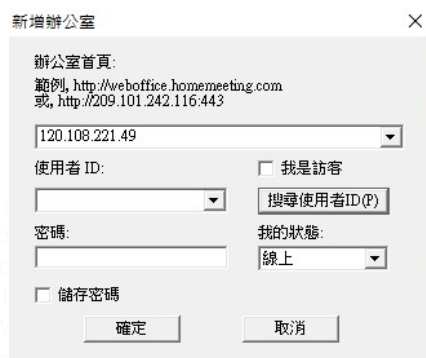 新增辦公室
辦公室首頁:
範例, http://weboffice.homemeeting.com
或, http://209.101.242.116:443
120.108.221.49
使用者 ID:
我是訪客
搜尋使用者ID(P)
密碼:
我的狀態:
線上
儲存密碼
確定
取消